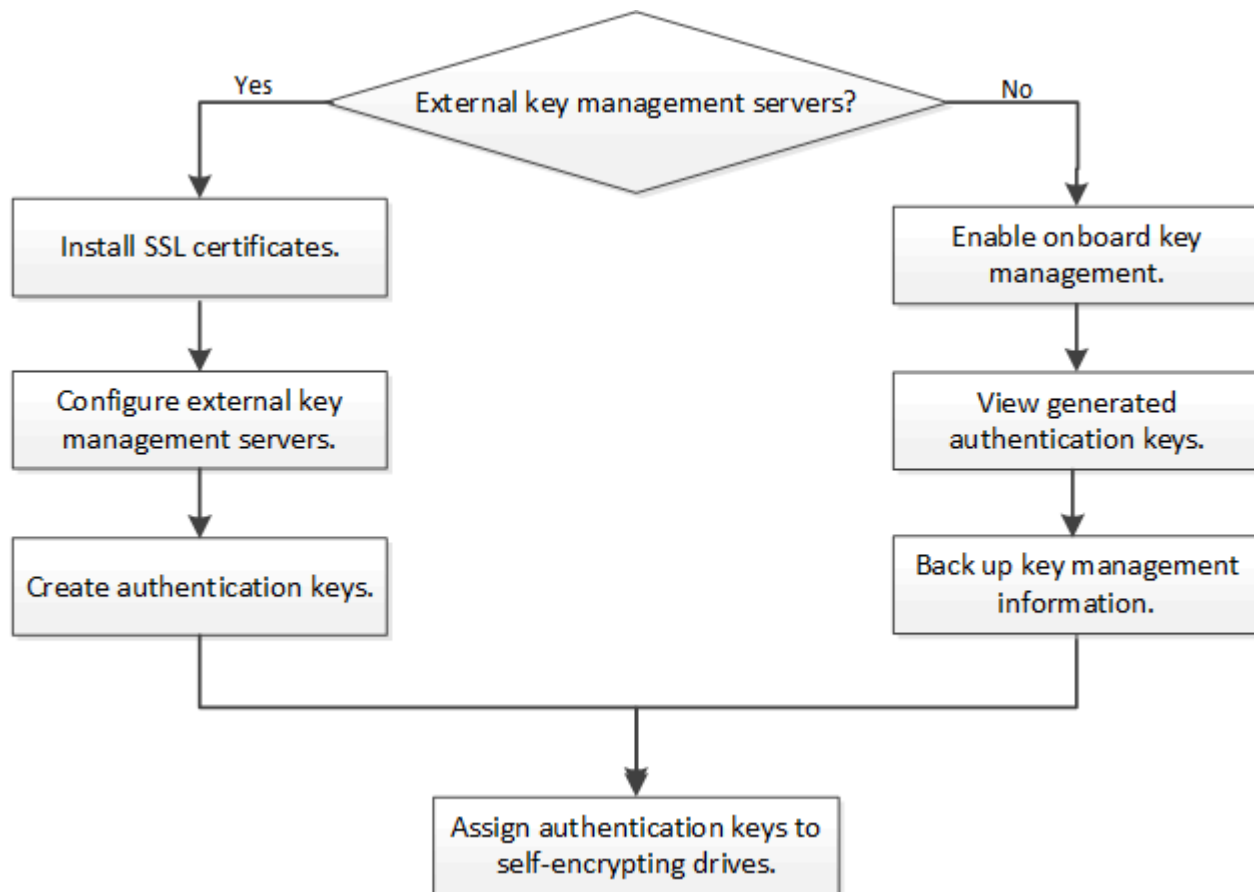 External key management servers?
Yes
No
Install SSL certificates.
Configure external key
management servers.
Create authentication keys.
Enable onboard key
management.
View generated
authentication keys.
Back up key management
information.
Assign authentication keys to
self-encrypting drives.